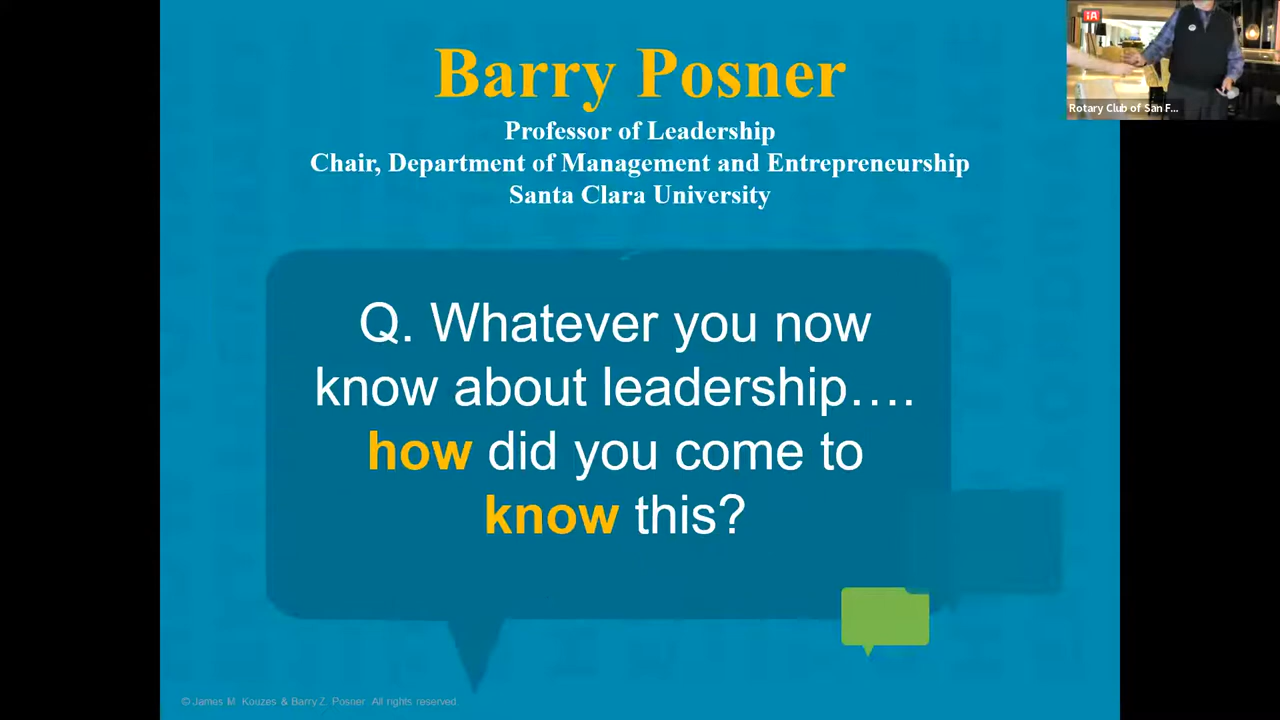 Barry Posner
Professor of Leadership
Chair, Department of Management and Entrepreneurship
Santa Clara University
Q. Whatever you now
know about leadership….
how did you come to
know this?
© James M. Kouzes & Barry Z. Posner. All rights reserved.
iA
Rotary Club of San F...